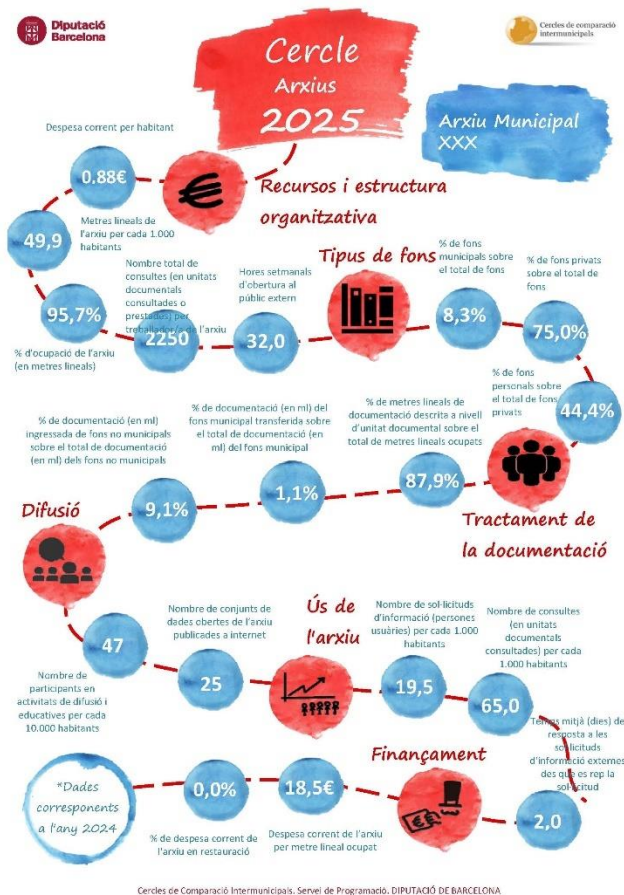 Diputació
Barcelona
Cercles de comparació
intermunicipals
Cercle
Arxius
2025
Arxiu Municipal
XXX
Despesa corrent per habitant
0,88€
Recursos i estructura
organitzativa
49,9
Metres lineals de
l'arxiu per cada 1.000
habitants
95,7%
% d'ocupació de l'arxiu
(en metres lineals)
Nombre total de
consultes (en unitats
documentals
consultades o
prestades) per
treballador/a de l'arxiu
2250
Hores setmanals
d'obertura al
públic extern
32,0
Tipus de fons
% de fons
municipals sobre
el total de fons
8,3%
% de fons privats
sobre el total de
fons
75,0%
% de fons
personals sobre
el total de fons
privats
44,4%
Tractament de
la documentació
% de metres lineals de
documentació descrita a nivell
d'unitat documental sobre el
total de metres lineals ocupats
87,9%
% de documentació (en ml) del
fons municipal transferida sobre
el total de documentació (en
ml) del fons municipal
1,1%
% de documentació (en ml)
ingressada de fons no municipals
sobre el total de documentació
(en ml) dels fons no municipals
9,1%
Difusió
47
Nombre de
participants en
activitats de difusió i
educatives per cada
10.000 habitants
Nombre de conjunts de
dades obertes de l'arxiu
publicades a internet
25
Ús de
l'arxiu
Nombre de sol·licituds
d'informació (persones
usuàries) per cada 1.000
habitants
19,5
Nombre de consultes
(en unitats
documentals
consultades) per cada
1.000 habitants
65,0
Temps mitjà (dies) de
resposta a les
sol·licituds
d'informació externes
des que es rep la
sol·licitud
2,0
Finançament
18,5€
Despesa corrent de l'arxiu
per metre lineal ocupat
0,0%
% de despesa corrent de
l'arxiu en restauració
*Dades
corresponents
a l'any 2024
Cercles de Comparació Intermunicipals. Servei de Programació. DIPUTACIÓ DE BARCELONA